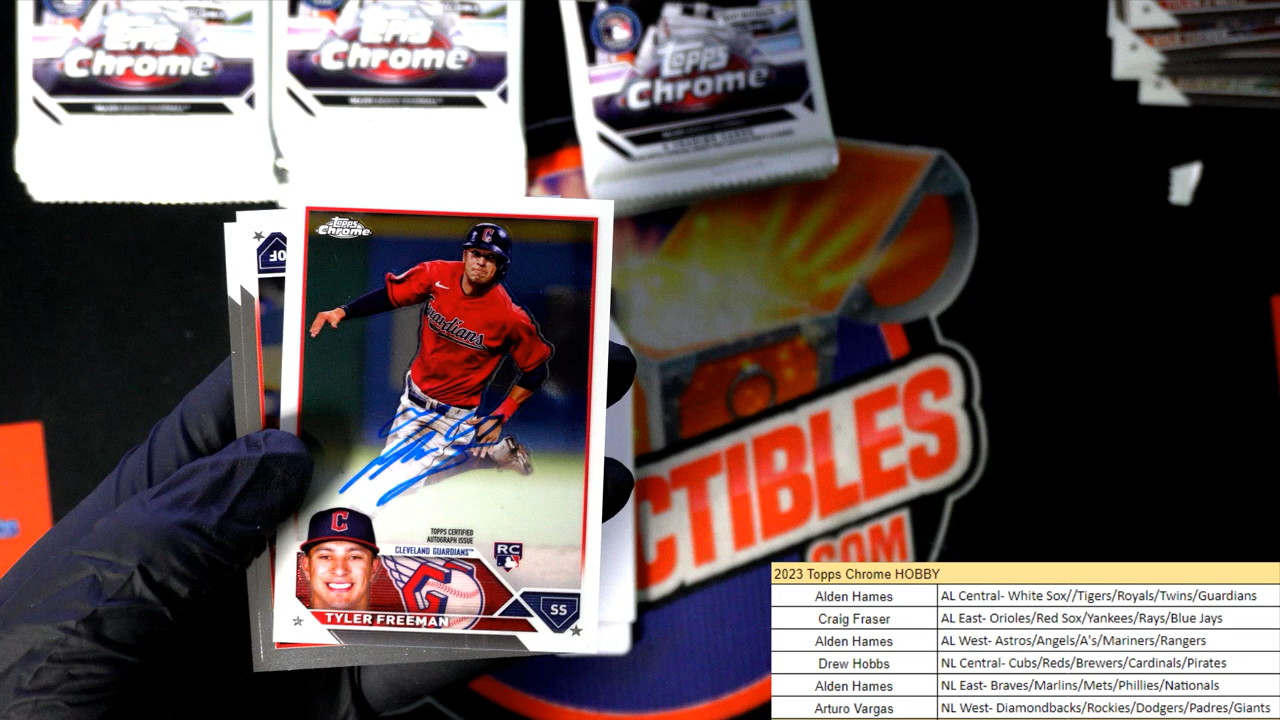 Chrome
Chrome
Topps
Chrome
Topps
Chrome
C
Guardians
TOPPS CERTIFIED
AUTOGRAPH ISSUE
CLEVELAND GUARDIANS™
RC
C
SS
TYLER FREEMAN
CTIBLES
2023 Topps Chrome HOBBY
Alden Hames AL Central- White Sox//Tigers/Royals/Twins/Guardians
Craig Fraser AL East- Orioles/Red Sox/Yankees/Rays/Blue Jays
Alden Hames AL West- Astros/Angels/A's/Mariners/Rangers
Drew Hobbs NL Central- Cubs/Reds/Brewers/Cardinals/Pirates
Alden Hames NL East- Braves/Marlins/Mets/Phillies/Nationals
Arturo Vargas NL West- Diamondbacks/Rockies/Dodgers/Padres/Giants